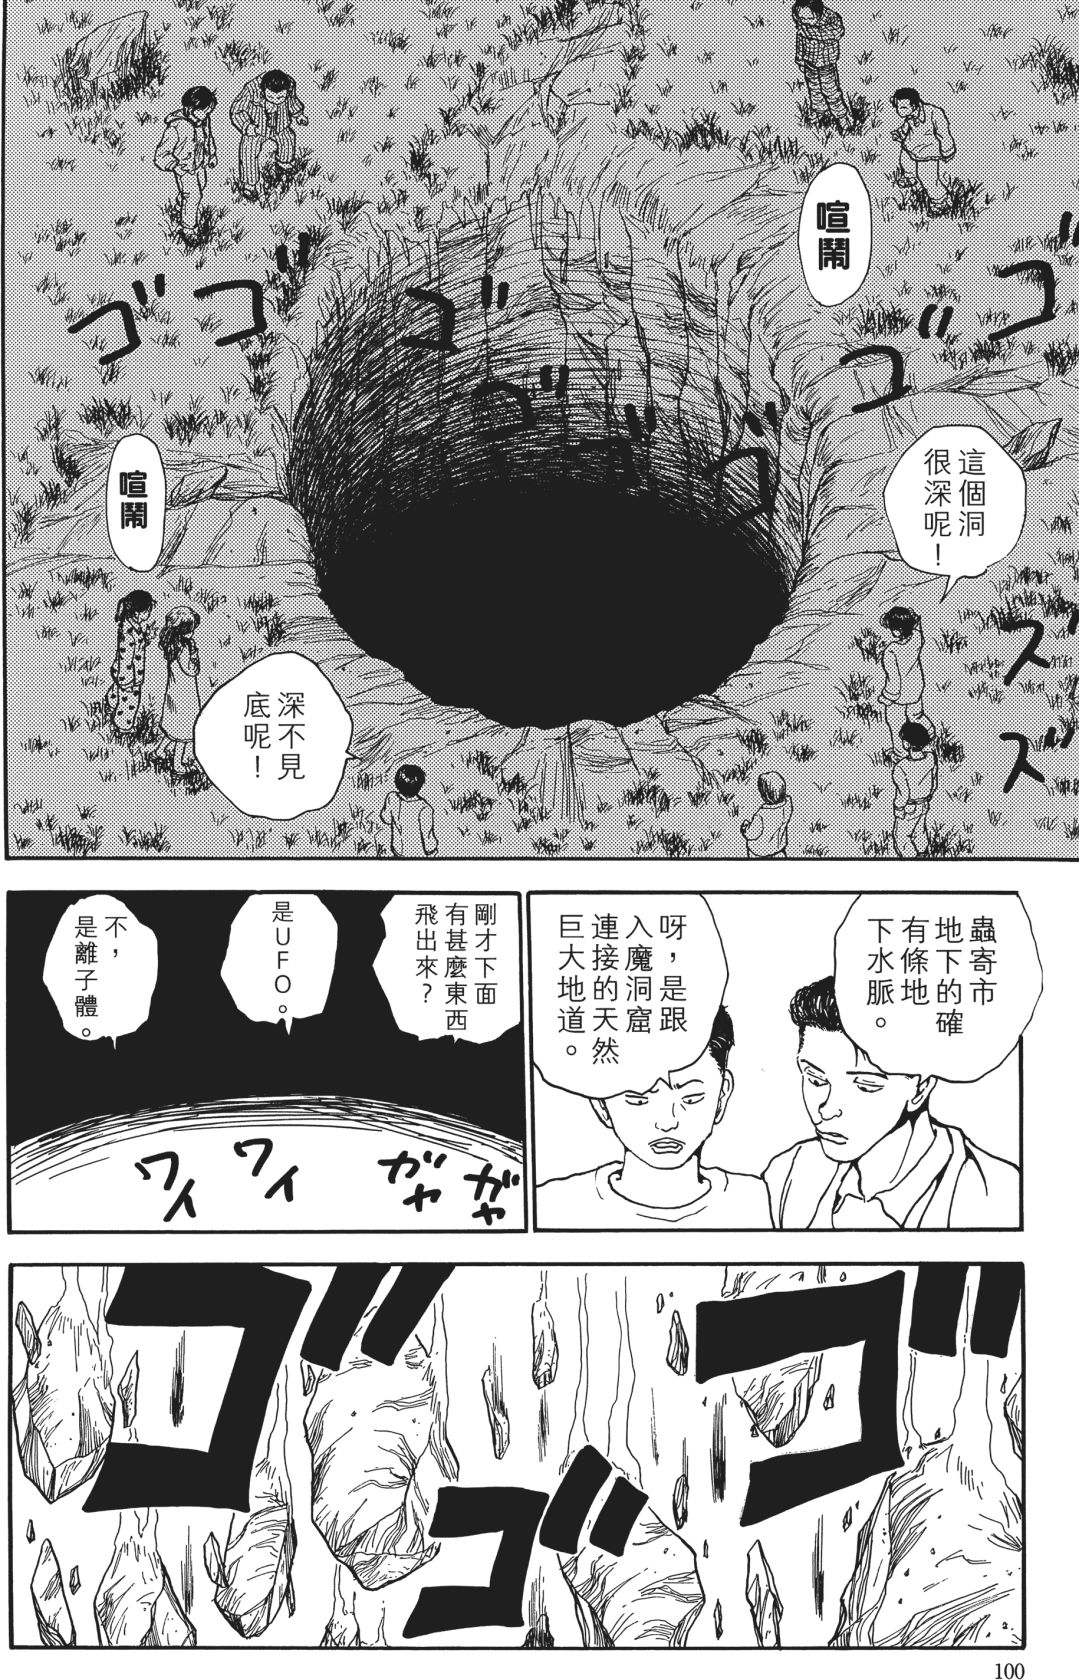 喧鬧
ゴゴゴゴゴゴゴ
這個洞
很深呢！
喧鬧
深不見
底呢！
ズズ
蟲寄市
地下的確
有條地
下水脈。
呀，是跟
入魔洞窟
連接的天然
巨大地道。
剛才下面
有甚麼東西
飛出來？
是UFO。
不，
是離子體。
ガヤ
ガヤ
ワイ
ワイ
ゴゴゴ
100